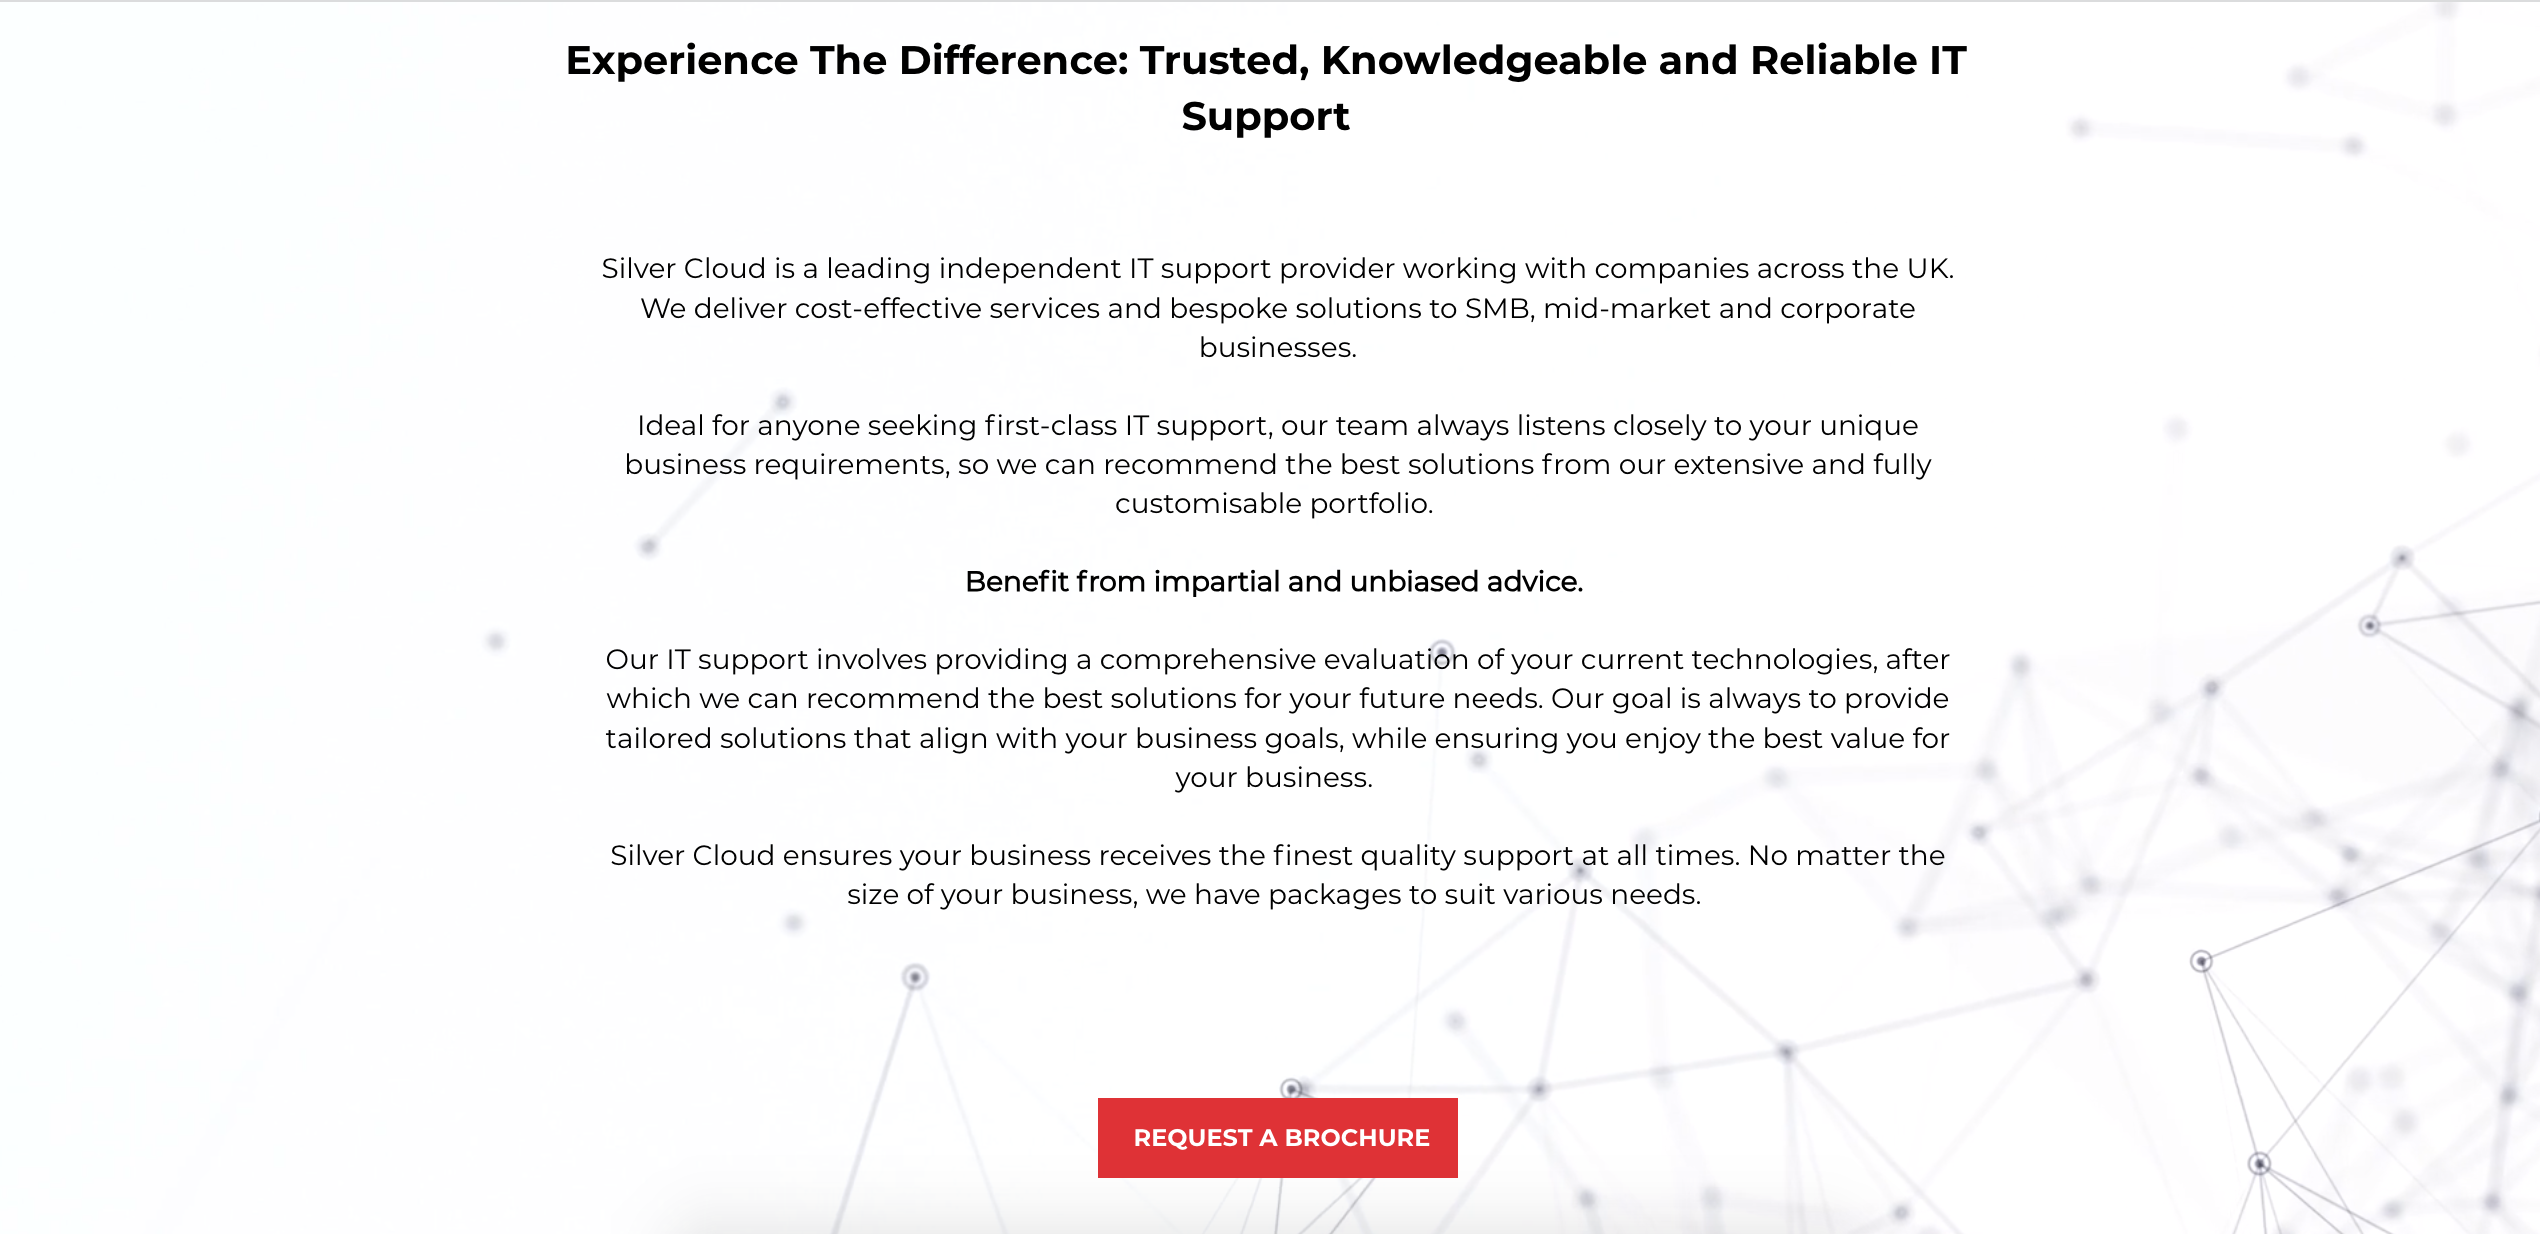 Experience The Difference: Trusted, Knowledgeable and Reliable IT
Support
Silver Cloud is a leading independent IT support provider working with companies across the UK.
We deliver cost-effective services and bespoke solutions to SMB, mid-market and corporate
businesses.
Ideal for anyone seeking first-class IT support, our team always listens closely to your unique
business requirements, so we can recommend the best solutions from our extensive and fully
customisable portfolio.
Benefit from impartial and unbiased advice.
Our IT support involves providing a comprehensive evaluation of your current technologies, after
which we can recommend the best solutions for your future needs. Our goal is always to provide
tailored solutions that align with your business goals, while ensuring you enjoy the best value for
your business.
Silver Cloud ensures your business receives the finest quality support at all times. No matter the
size of your business, we have packages to suit various needs.
REQUEST A BROCHURE